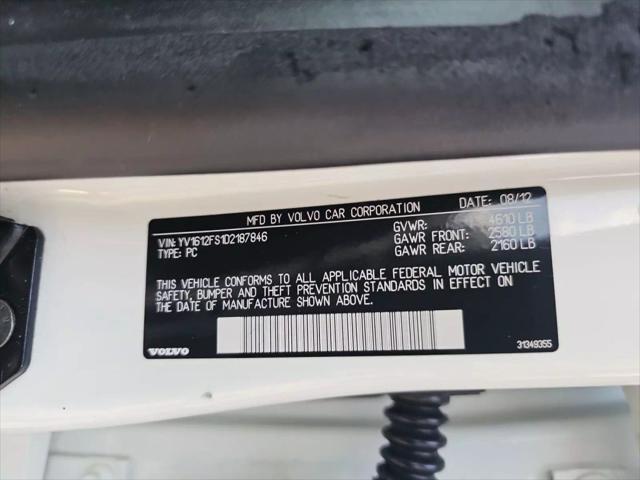 MFD BY VOLVO CAR CORPORATION DATE: 08/12
VIN: YV1612FS1D2187846 GVWR: 4610 LB
TYPE: PC GAWR FRONT: 2580 LB
GAWR REAR: 2160 LB
THIS VEHICLE CONFORMS TO ALL APPLICABLE FEDERAL MOTOR VEHICLE
SAFETY, BUMPER AND THEFT PREVENTION STANDARDS IN EFFECT ON
THE DATE OF MANUFACTURE SHOWN ABOVE.
VOLVO 31349355